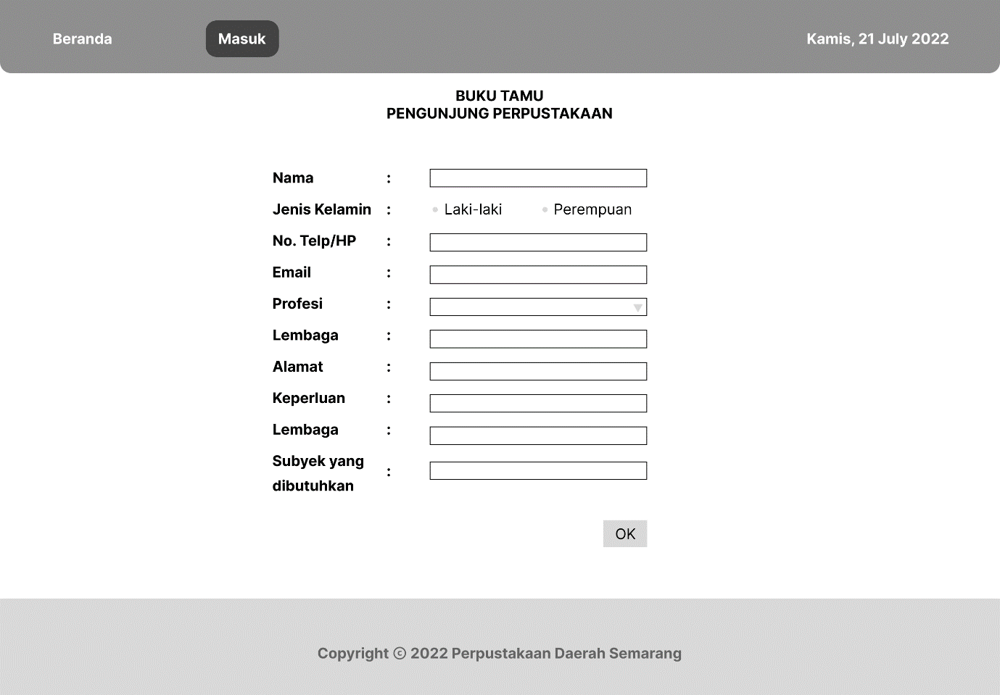 Beranda Masuk Kamis, 21 July 2022
BUKU TAMU
PENGUNJUNG PERPUSTAKAAN
Nama :
Jenis Kelamin : Laki-laki Perempuan
No. Telp/HP :
Email :
Profesi :
Lembaga :
Alamat :
Keperluan :
Lembaga :
Subyek yang
dibutuhkan :
OK
Copyright © 2022 Perpustakaan Daerah Semarang